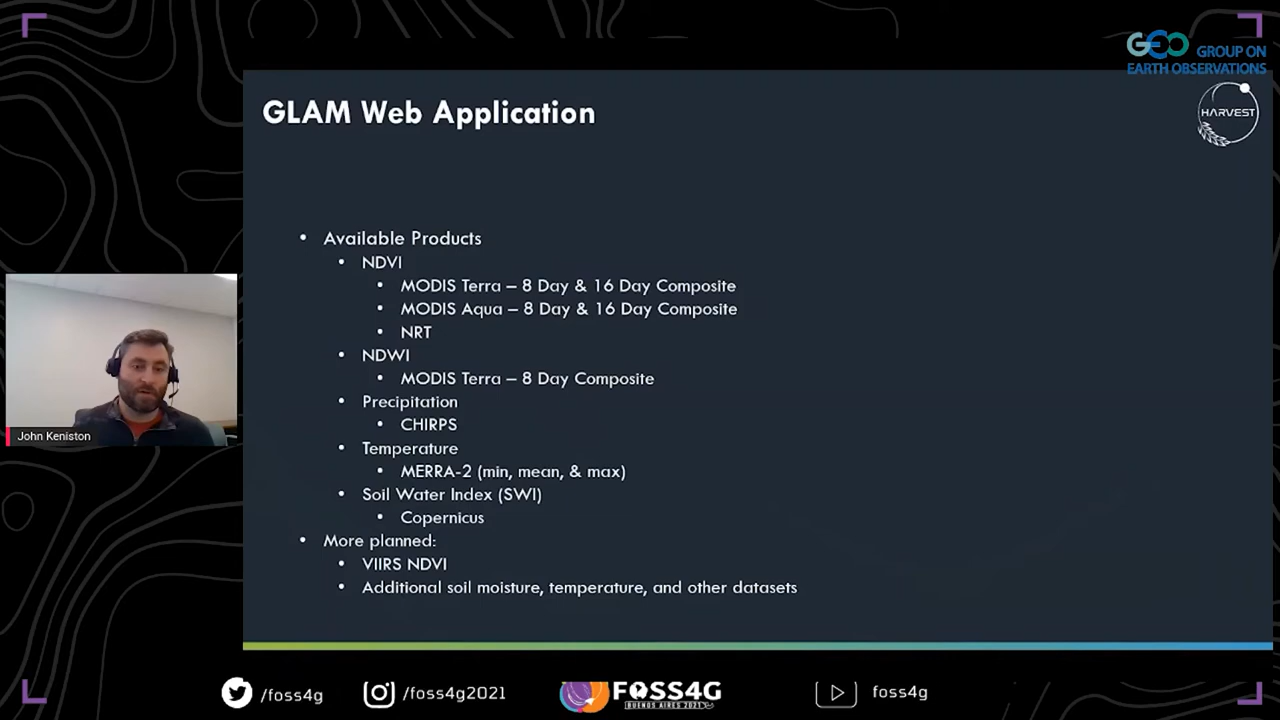 GEO GROUP ON
EARTH OBSERVATIONS
HARVEST
GLAM Web Application
• Available Products
• NDVI
• MODIS Terra – 8 Day & 16 Day Composite
• MODIS Aqua – 8 Day & 16 Day Composite
• NRT
• NDWI
• MODIS Terra – 8 Day Composite
• Precipitation
• CHIRPS
• Temperature
• MERRA-2 (min, mean, & max)
• Soil Water Index (SWI)
• Copernicus
• More planned:
• VIIRS NDVI
• Additional soil moisture, temperature, and other datasets
John Keniston
/foss4g
/foss4g2021
FOSS4G
BUENOS AIRES 2021
foss4g